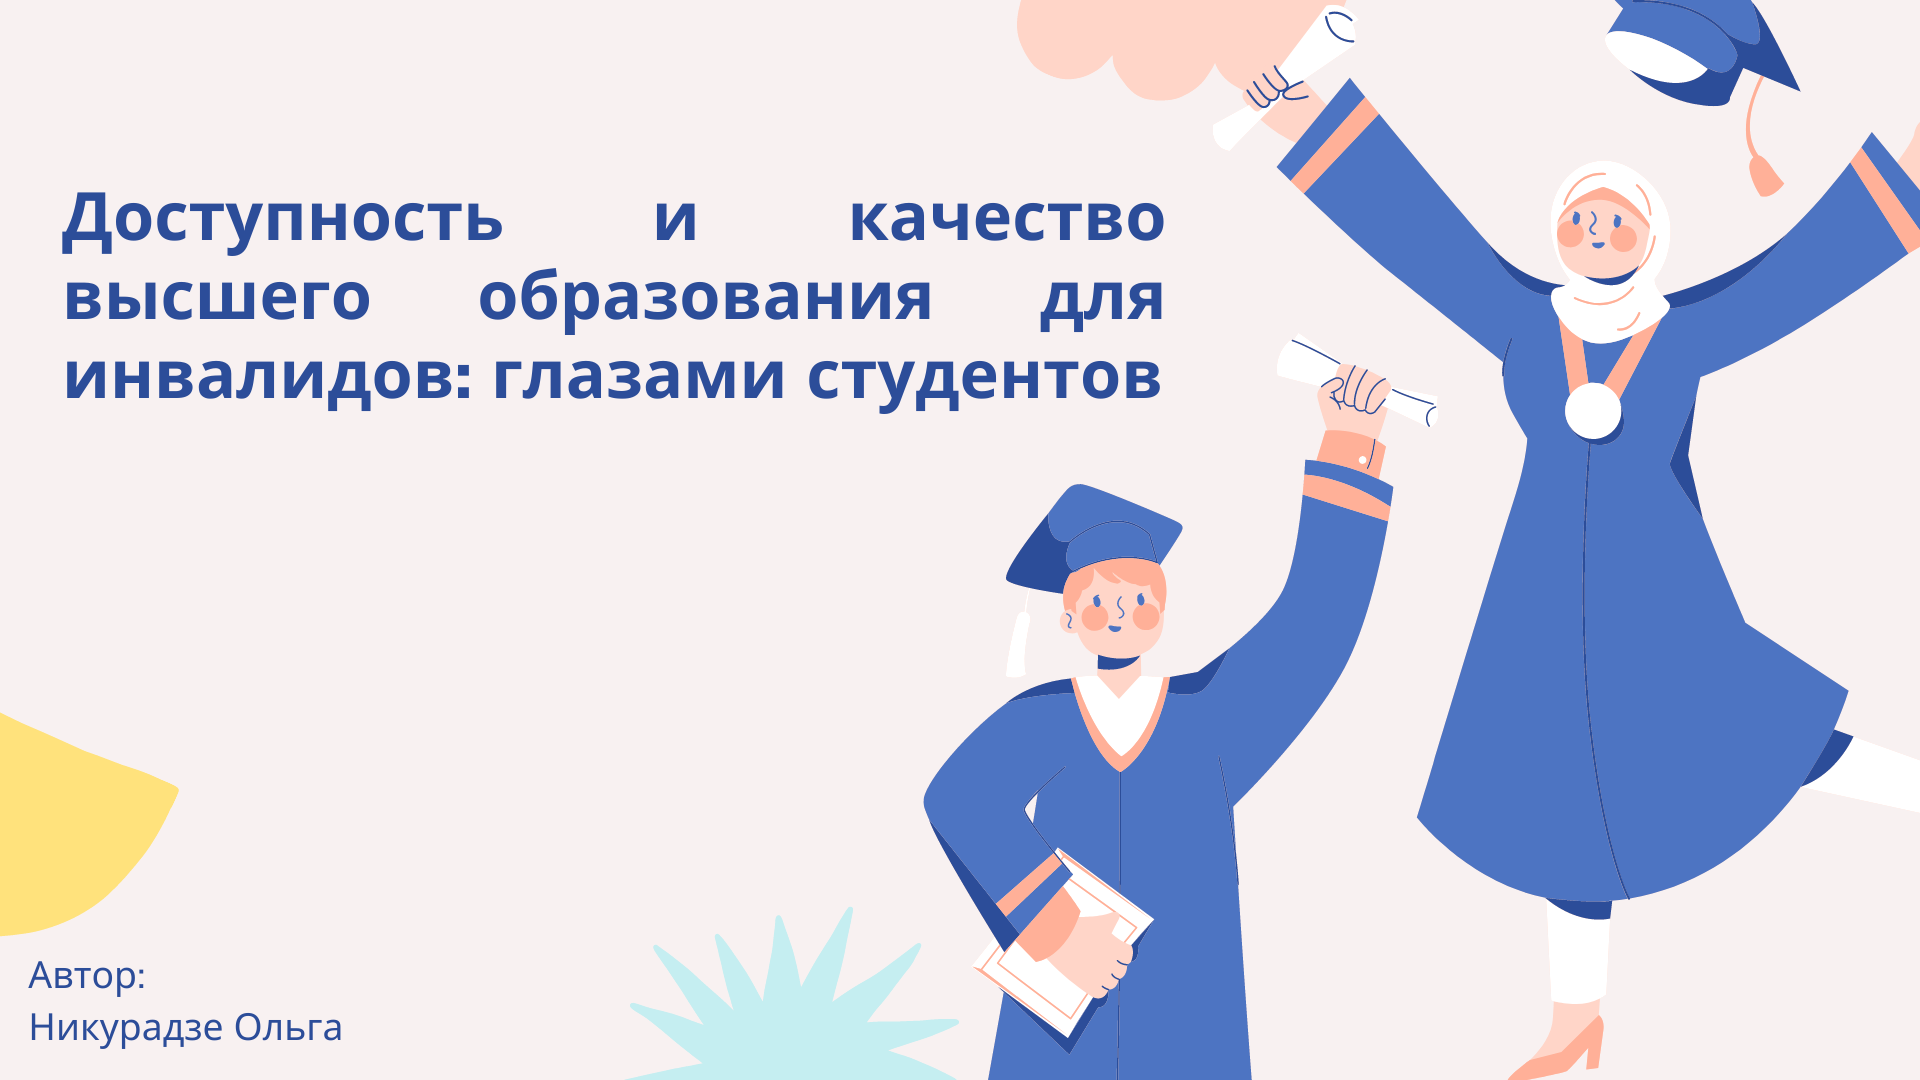 Доступность и качество
высшего образования для
инвалидов: глазами студентов
Автор:
Никурадзе Ольга